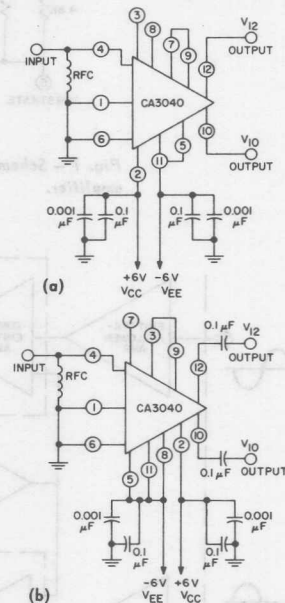 3
8
7
9
V12
OUTPUT
INPUT
4
12
RFC
1
CA3040
10
6
5
V10
OUTPUT
2
11
0.001 µF
0.1 µF
0.1 µF
0.001 µF
(a)
+6V
VCC
-6V
VEE
7
3
9
0.1 µF
V12
OUTPUT
INPUT
4
12
RFC
1
CA3040
10
6
V10
OUTPUT
0.1 µF
5
11
8
2
0.001 µF
0.1 µF
0.1 µF
0.001 µF
(b)
-6V
VEE
+6V
VCC